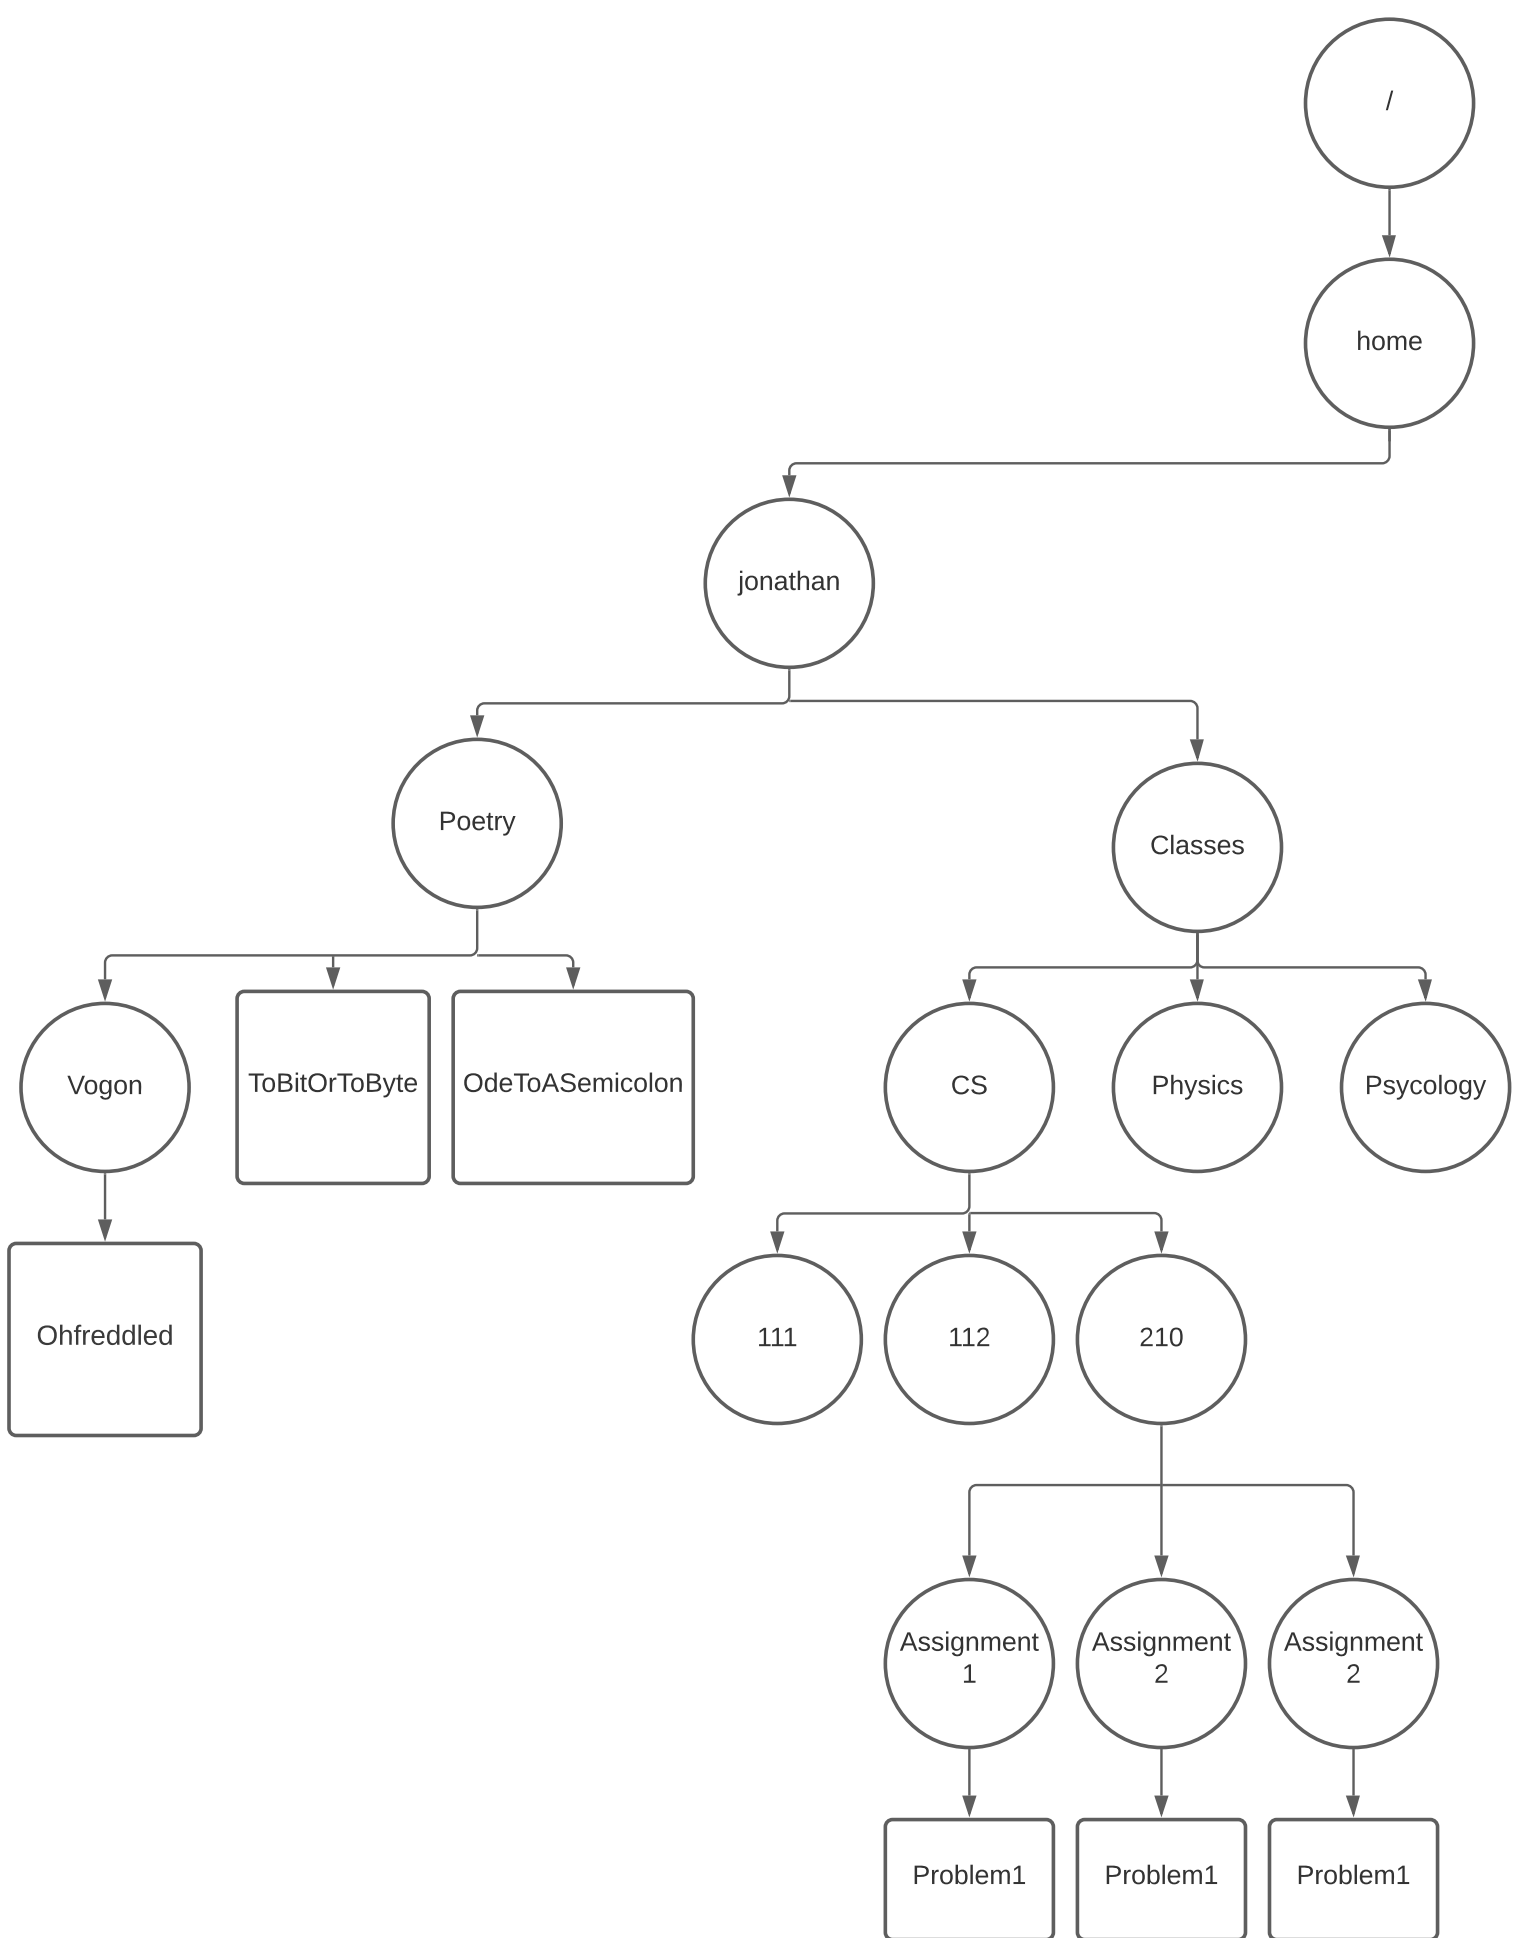 /
home
jonathan
Poetry
Classes
Vogon
ToBitOrToByte
OdeToASemicolon
CS
Physics
Psycology
Ohfreddled
111
112
210
Assignment
1
Assignment
2
Assignment
2
Problem1
Problem1
Problem1